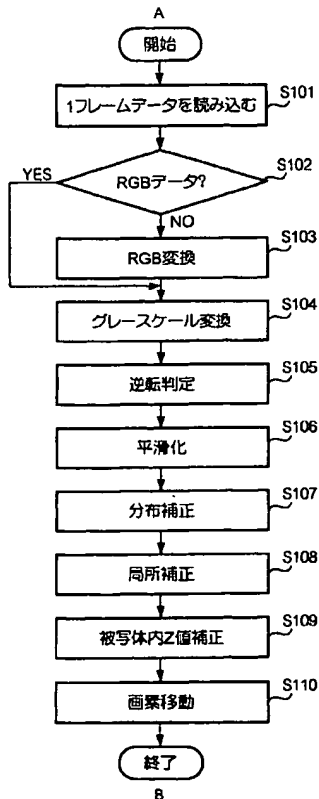 A
開始
S101
1フレームデータを読み込む
S102
YES
RGBデータ?
NO
S103
RGB変換
S104
グレースケール変換
S105
逆転判定
S106
平滑化
S107
分布補正
S108
局所補正
S109
被写体内Z値補正
S110
画素移動
終了
B